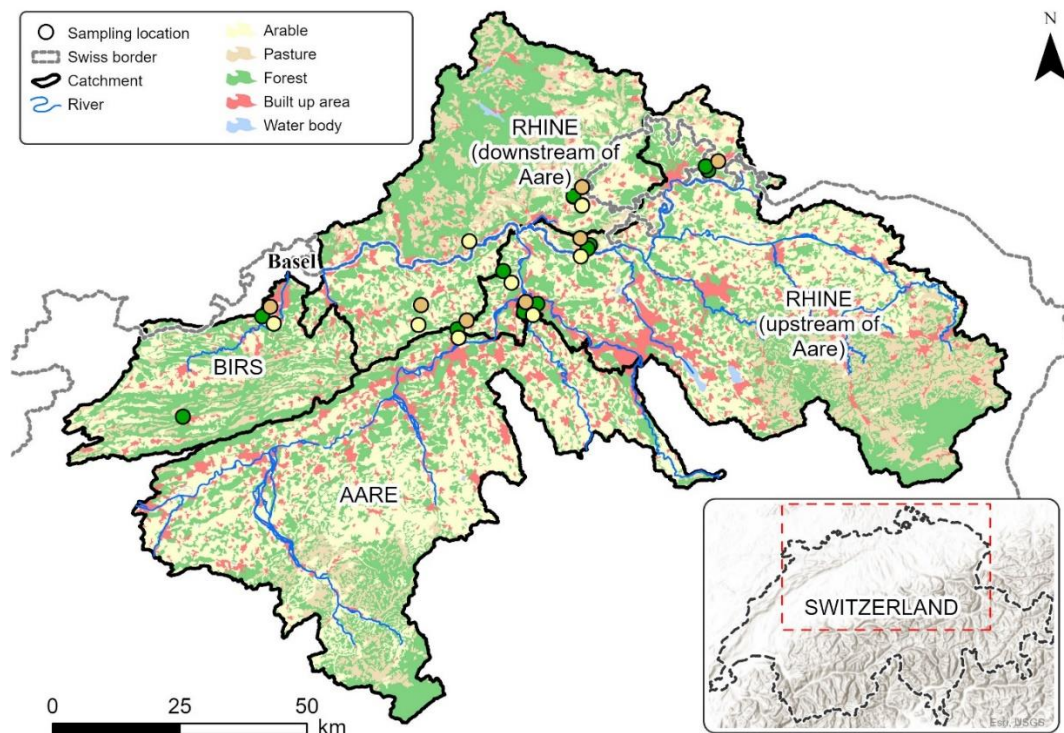 Sampling location
Swiss border
Catchment
River
Arable
Pasture
Forest
Built up area
Water body
N
RHINE
(downstream of
Aare)
Basel
RHINE
(upstream of
Aare)
BIRS
AARE
SWITZERLAND
Esri, USGS
0 25 50
km